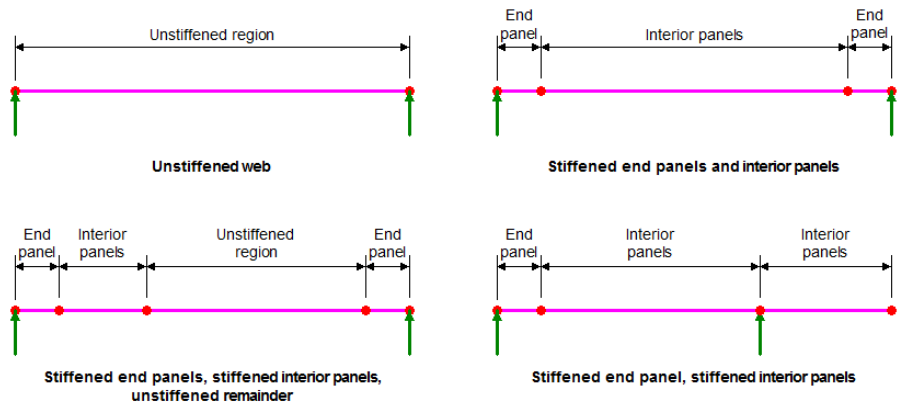 Unstiffened region
Unstiffened web
End
panel
Interior panels
End
panel
Stiffened end panels and interior panels
End
panel
Interior
panels
Unstiffened
region
End
panel
Stiffened end panels, stiffened interior panels,
unstiffened remainder
End
panel
Interior
panels
Interior
panels
Stiffened end panel, stiffened interior panels